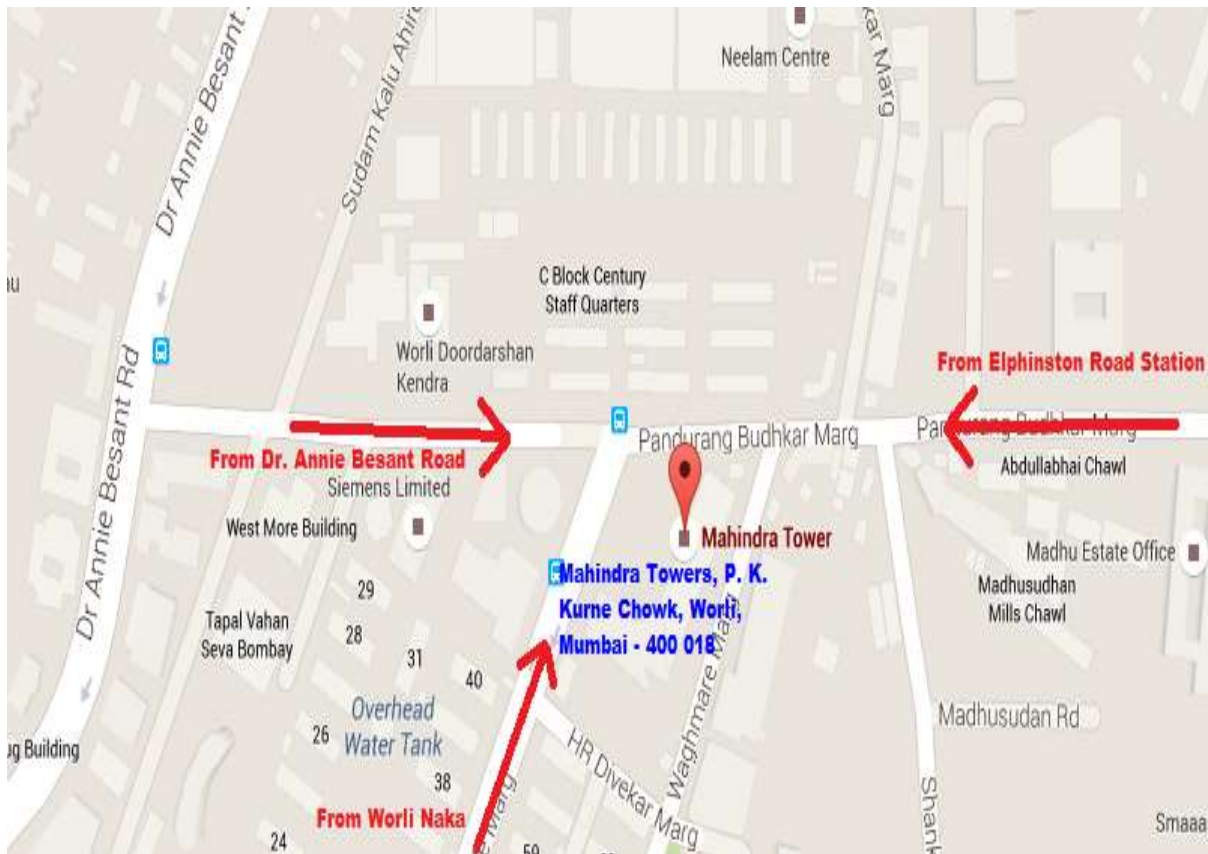 Neelam Centre
kar Marg
Dr Annie Besant
Sudam Kalu Ahire
C Block Century
Staff Quarters
Worli Doordarshan
Kendra
From Elphinston Road Station
Pandurang Budhkar Marg
Pandurang Budhkar Marg
From Dr. Annie Besant Road
Siemens Limited
Abdullabhai Chawl
West More Building
Mahindra Tower
Madhu Estate Office
Dr Annie Besant Rd
Mahindra Towers, P. K.
Kurne Chowk, Worli,
Mumbai - 400 018
Madhusudhan
Mills Chawl
29
Tapal Vahan
Seva Bombay
28
31
40
Overhead
Water Tank
26
Madhusudan Rd
ug Building
38
HR Divekar Marg
Waghmare Marg
From Worli Naka
e Marg
Shank
Smaaa
24
59